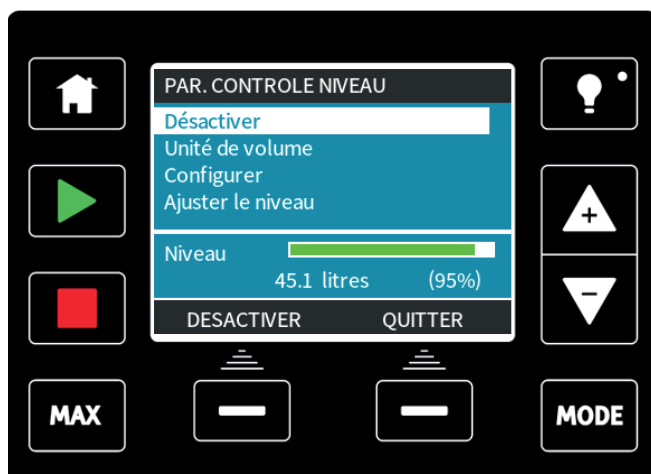 PAR. CONTROLE NIVEAU
Désactiver
Unité de volume
Configurer
Ajuster le niveau
Niveau
45.1 litres (95%)
DESACTIVER QUITTER
+
−
MAX
MODE